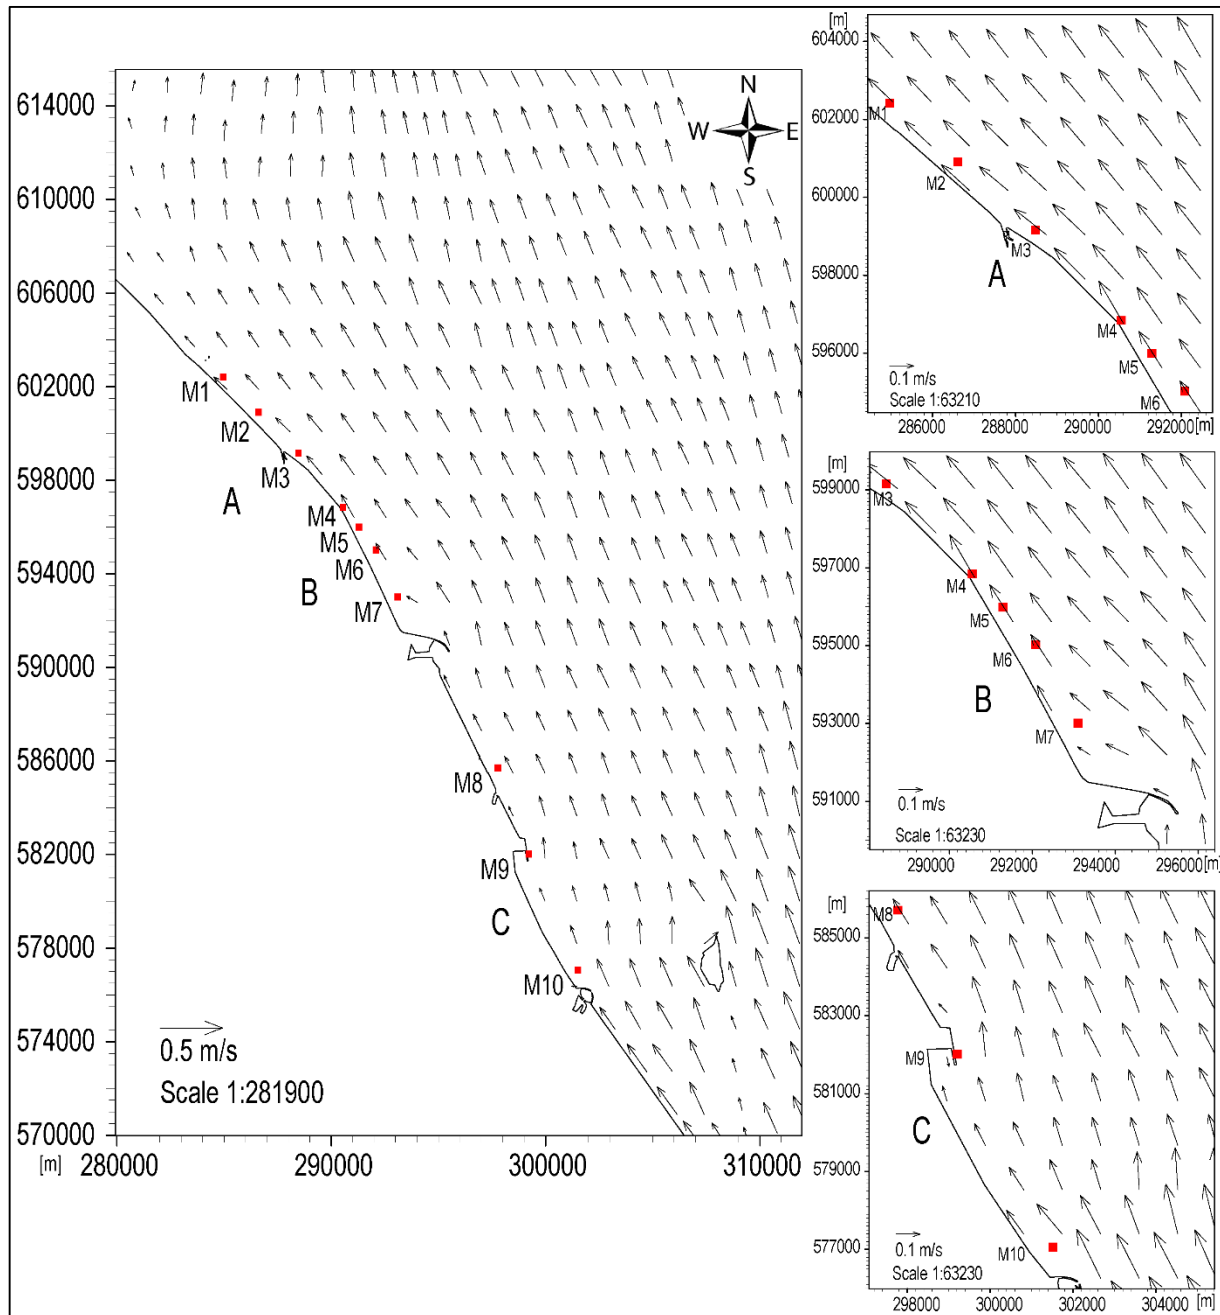 614000
610000
606000
602000
598000
594000
590000
586000
582000
578000
574000
570000
[m]
280000 290000 300000 310000
N
W E
S
M1
M2
M3
A
M4
M5
M6
B
M7
M8
M9
C
M10
0.5 m/s
Scale 1:281900
[m]
604000
602000
600000
598000
596000
M1
M2
M3
A
M4
M5
M6
0.1 m/s
Scale 1:63210
286000 288000 290000 292000 [m]
[m]
599000
597000
595000
593000
591000
M3
M4
M5
M6
B
M7
0.1 m/s
Scale 1:63230
290000 292000 294000 296000 [m]
[m]
585000
583000
581000
579000
577000
M8
M9
C
M10
0.1 m/s
Scale 1:63230
298000 300000 302000 304000 [m]